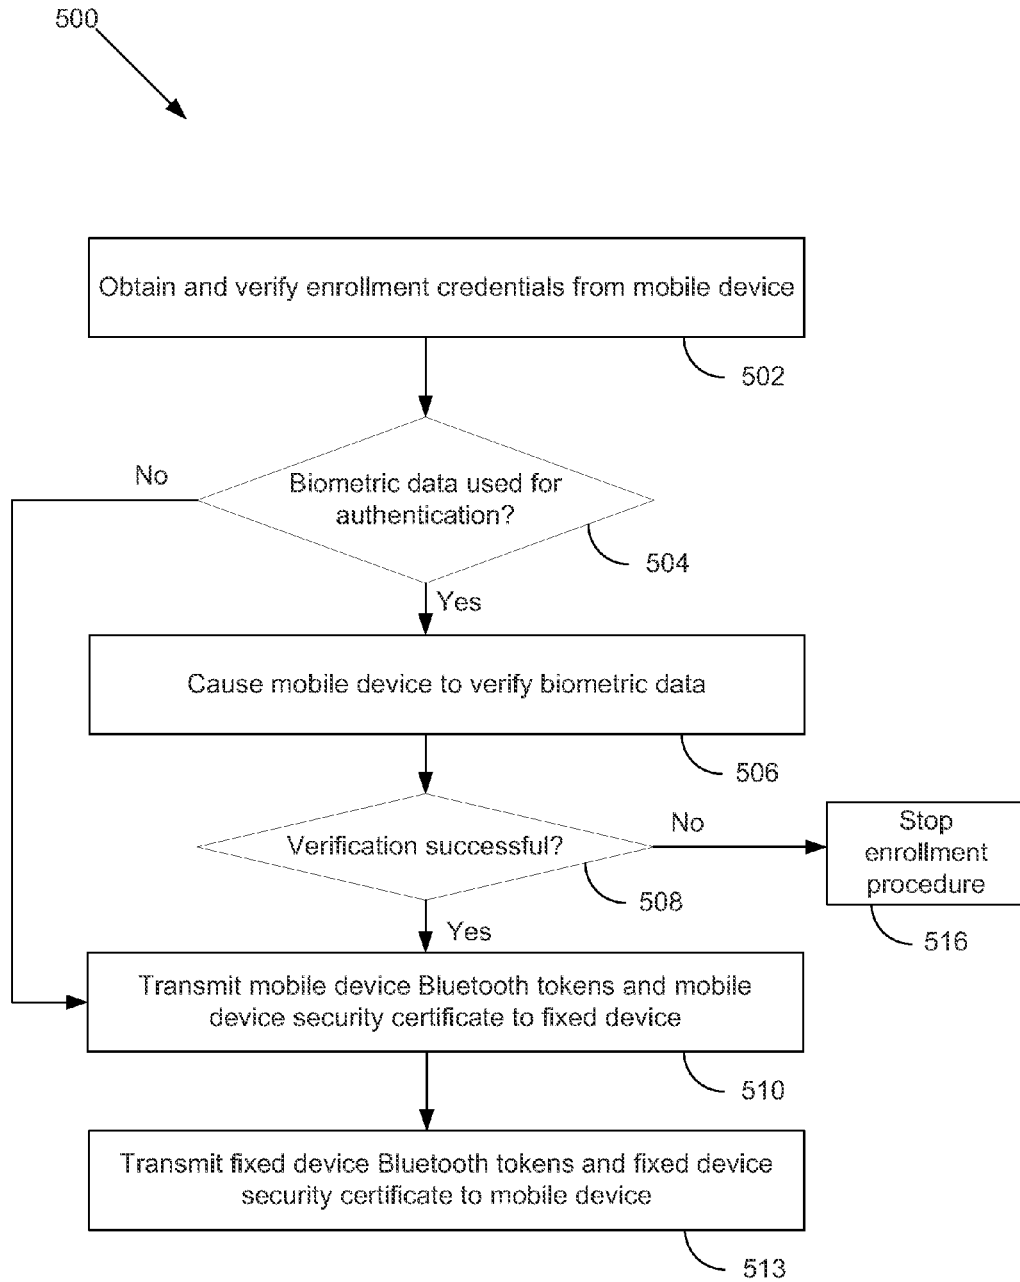 500
Obtain and verify enrollment credentials from mobile device
502
No
Biometric data used for
authentication?
504
Yes
Cause mobile device to verify biometric data
506
No
Verification successful?
508
Stop
enrollment
procedure
516
Yes
Transmit mobile device Bluetooth tokens and mobile
device security certificate to fixed device
510
Transmit fixed device Bluetooth tokens and fixed device
security certificate to mobile device
513